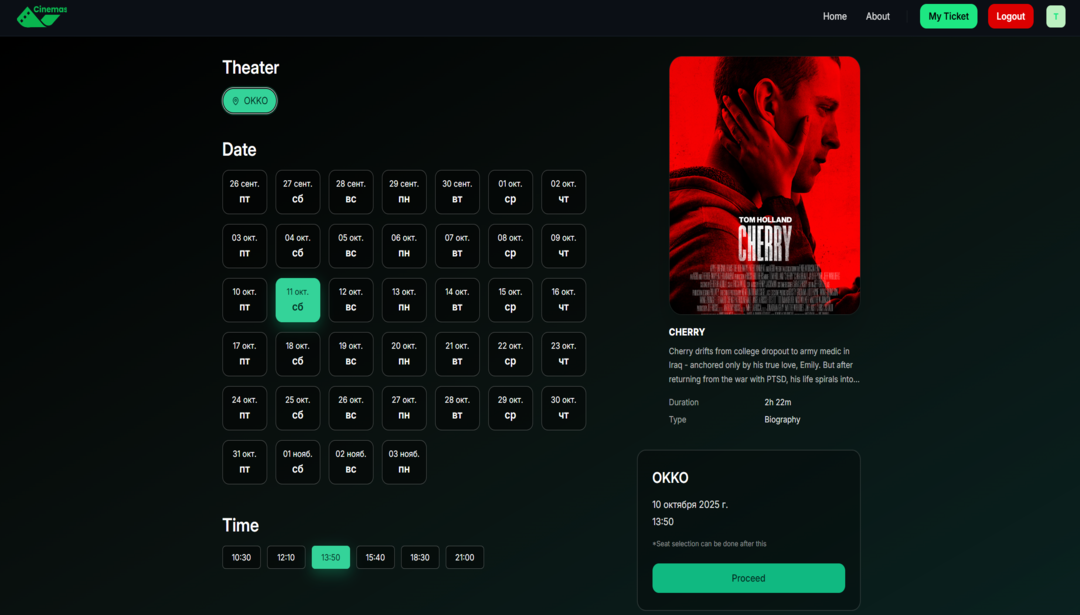 Cinemas
Home About My Ticket Logout T
Theater
OKKO
Date
26 сент. 27 сент. 28 сент. 29 сент. 30 сент. 01 окт. 02 окт.
пт сб вс пн вт ср чт
03 окт. 04 окт. 05 окт. 06 окт. 07 окт. 08 окт. 09 окт.
пт сб вс пн вт ср чт
10 окт. 11 окт. 12 окт. 13 окт. 14 окт. 15 окт. 16 окт.
пт сб вс пн вт ср чт
17 окт. 18 окт. 19 окт. 20 окт. 21 окт. 22 окт. 23 окт.
пт сб вс пн вт ср чт
24 окт. 25 окт. 26 окт. 27 окт. 28 окт. 29 окт. 30 окт.
пт сб вс пн вт ср чт
31 окт. 01 нояб. 02 нояб. 03 нояб.
пт сб вс пн
Time
10:30 12:10 13:50 15:40 18:30 21:00
TOM HOLLAND
CHERRY
CHERRY
Cherry drifts from college dropout to army medic in
Iraq - anchored only by his true love, Emily. But after
returning from the war with PTSD, his life spirals into...
Duration 2h 22m
Type Biography
OKKO
10 октября 2025 г.
13:50
*Seat selection can be done after this
Proceed